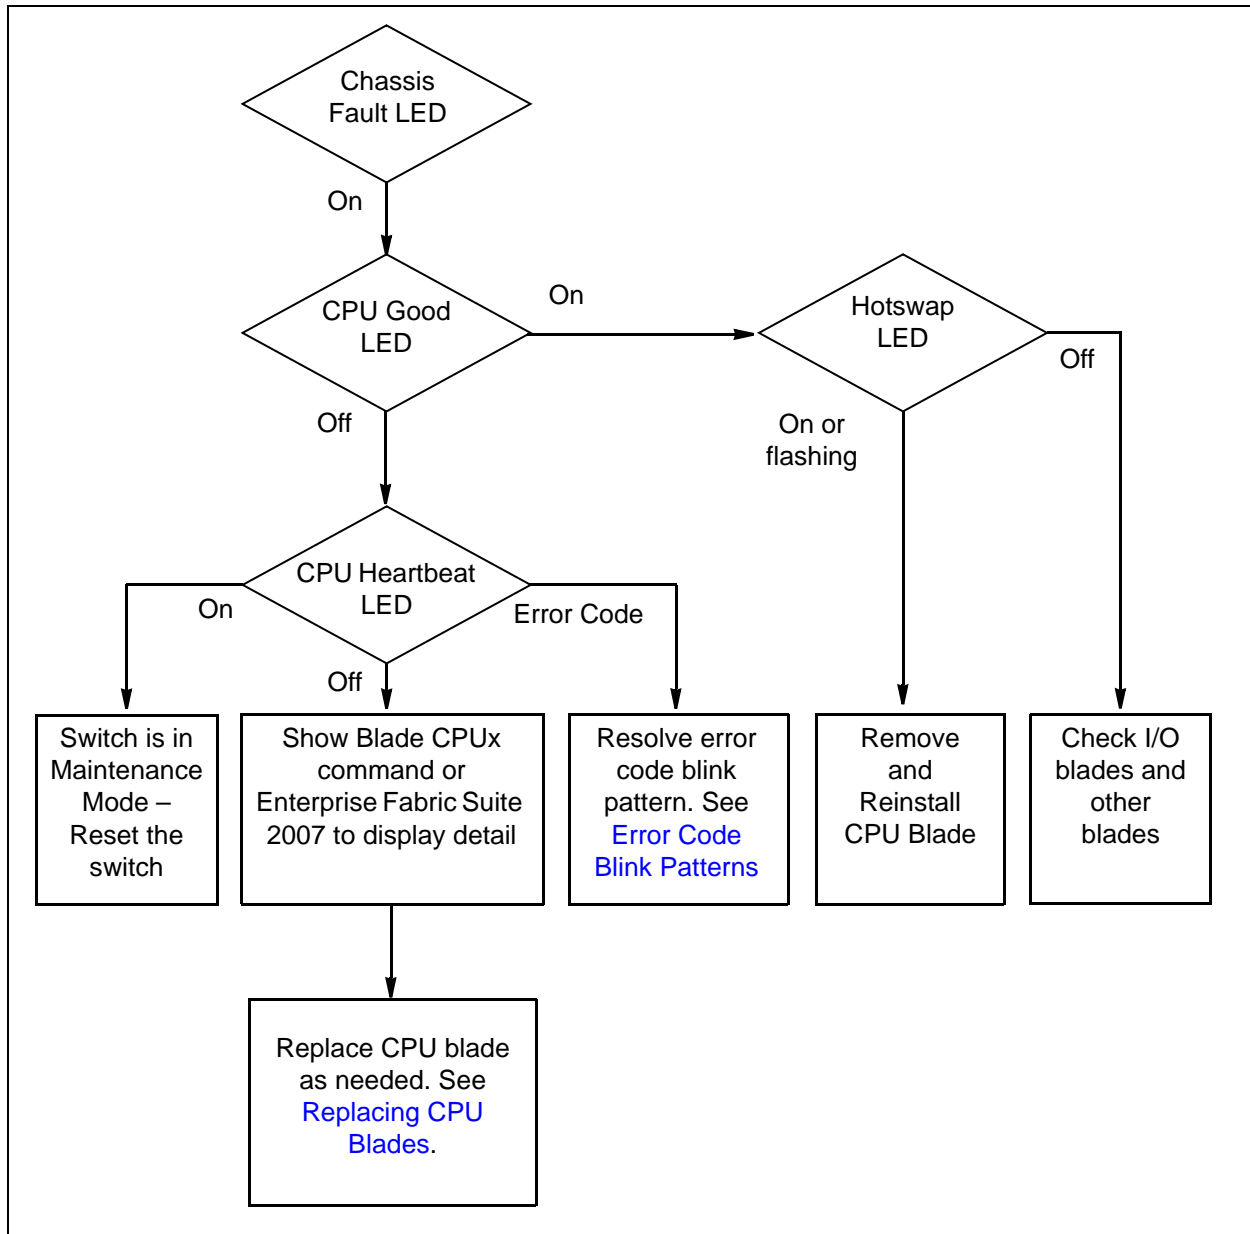 Chassis
Fault LED
On
CPU Good
LED
On
Hotswap
LED
Off
Off
On or
flashing
CPU Heartbeat
LED
On
Error Code
Off
Switch is in
Maintenance
Mode –
Reset the
switch
Show Blade CPUx
command or
Enterprise Fabric Suite
2007 to display detail
Resolve error
code blink
pattern. See
Error Code
Blink Patterns
Remove
and
Reinstall
CPU Blade
Check I/O
blades and
other
blades
Replace CPU blade
as needed. See
Replacing CPU
Blades.